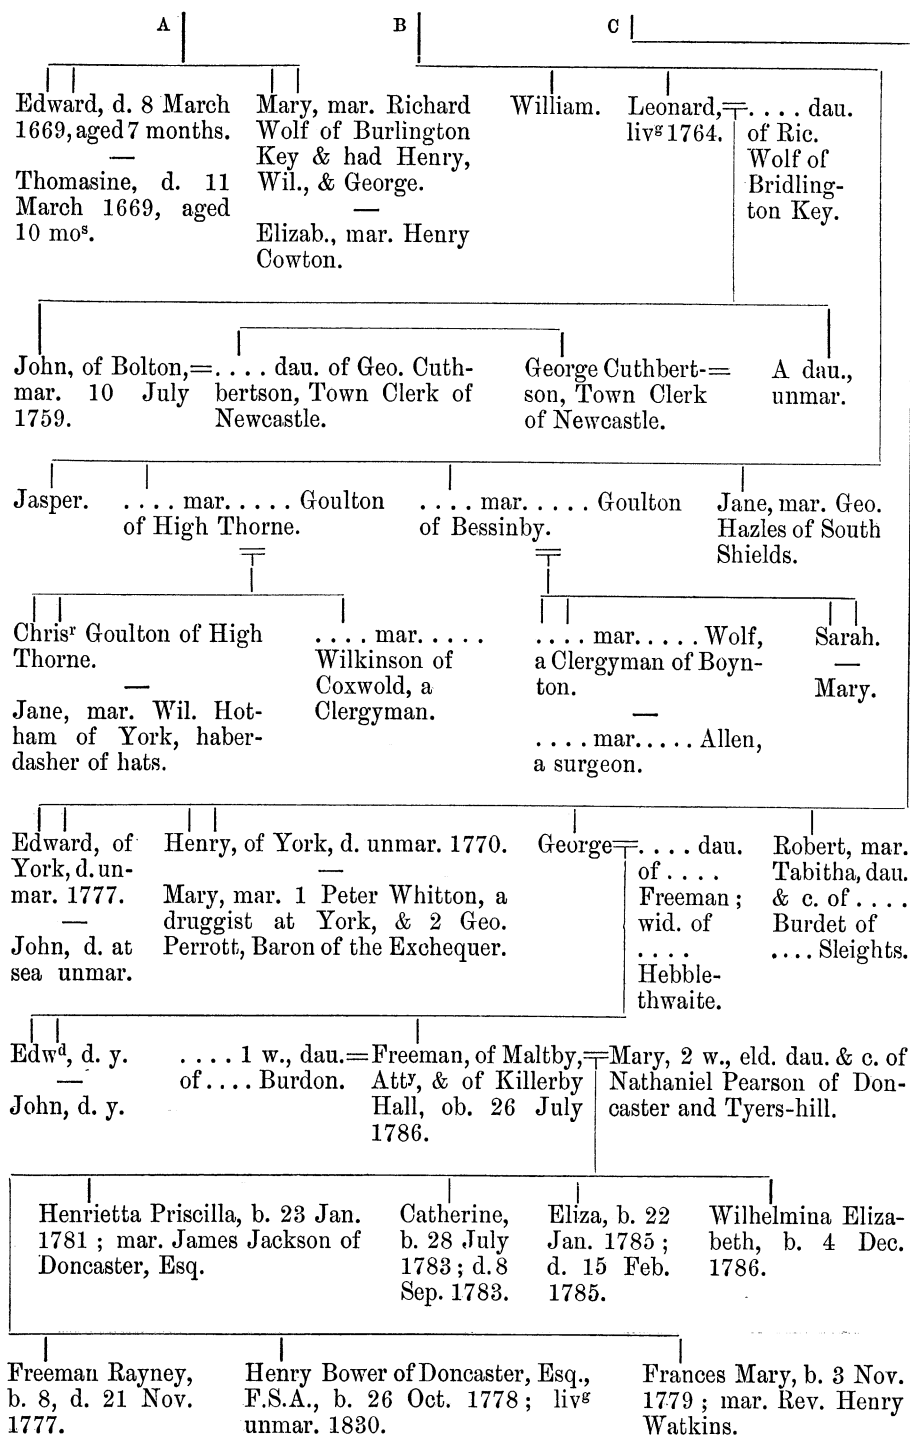 A
B
C
Edward, d. 8 March
1669, aged 7 months.
—
Thomasine, d. 11
March 1669, aged
10 moˢ.
Mary, mar. Richard
Wolf of Burlington
Key & had Henry,
Wil., & George.
—
Elizab., mar. Henry
Cowton.
William.
Leonard,
livᵍ 1764.
. . . . dau.
of Ric.
Wolf of
Bridling-
ton Key.
John, of Bolton,=
mar. 10 July
1759.
. . . . dau. of Geo. Cuth-
bertson, Town Clerk of
Newcastle.
George Cuthbert-=
son, Town Clerk
of Newcastle.
A dau.,
unmar.
Jasper.
. . . . mar. . . . . Goulton
of High Thorne.
. . . . mar. . . . . Goulton
of Bessinby.
Jane, mar. Geo.
Hazles of South
Shields.
Chrisʳ Goulton of High
Thorne.
—
Jane, mar. Wil. Hot-
ham of York, haber-
dasher of hats.
. . . . mar. . . . .
Wilkinson of
Coxwold, a
Clergyman.
. . . . mar. . . . . Wolf,
a Clergyman of Boyn-
ton.
—
. . . . mar. . . . . Allen,
a surgeon.
Sarah.
—
Mary.
Edward, of
York, d. un-
mar. 1777.
—
John, d. at
sea unmar.
Henry, of York, d. unmar. 1770.
—
Mary, mar. 1 Peter Whitton, a
druggist at York, & 2 Geo.
Perrott, Baron of the Exchequer.
George
. . . . dau.
of . . . .
Freeman ;
wid. of
. . . .
Hebble-
thwaite.
Robert, mar.
Tabitha, dau.
& c. of . . . .
Burdet of
. . . . Sleights.
Edwᵈ, d. y.
—
John, d. y.
. . . . 1 w., dau.=
of . . . . Burdon.
Freeman, of Maltby,
Attʸ, & of Killerby
Hall, ob. 26 July
1786.
Mary, 2 w., eld. dau. & c. of
Nathaniel Pearson of Don-
caster and Tyers-hill.
Henrietta Priscilla, b. 23 Jan.
1781 ; mar. James Jackson of
Doncaster, Esq.
Catherine,
b. 28 July
1783 ; d. 8
Sep. 1783.
Eliza, b. 22
Jan. 1785 ;
d. 15 Feb.
1785.
Wilhelmina Eliza-
beth, b. 4 Dec.
1786.
Freeman Rayney,
b. 8, d. 21 Nov.
1777.
Henry Bower of Doncaster, Esq.,
F.S.A., b. 26 Oct. 1778 ; livᵍ
unmar. 1830.
Frances Mary, b. 3 Nov.
1779 ; mar. Rev. Henry
Watkins.